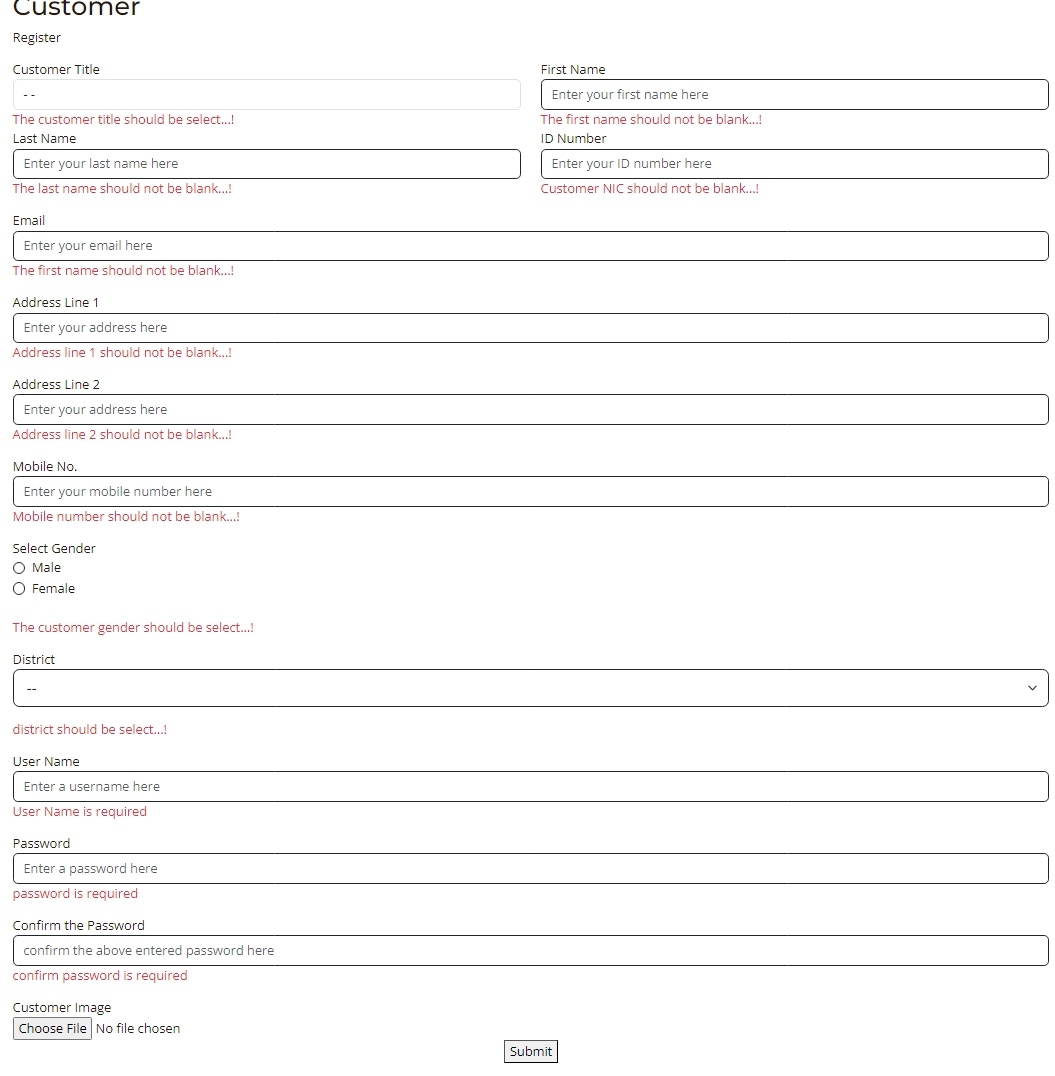 Customer
Register
Customer Title
First Name
- -
Enter your first name here
The customer title should be select...!
The first name should not be blank...!
Last Name
ID Number
Enter your last name here
Enter your ID number here
The last name should not be blank...!
Customer NIC should not be blank...!
Email
Enter your email here
The first name should not be blank...!
Address Line 1
Enter your address here
Address line 1 should not be blank...!
Address Line 2
Enter your address here
Address line 2 should not be blank...!
Mobile No.
Enter your mobile number here
Mobile number should not be blank...!
Select Gender
Male
Female
The customer gender should be select...!
District
--
district should be select...!
User Name
Enter a username here
User Name is required
Password
Enter a password here
password is required
Confirm the Password
confirm the above entered password here
confirm password is required
Customer Image
Choose File No file chosen
Submit